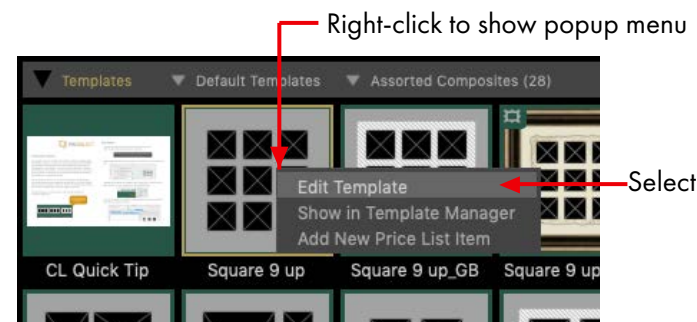 Right-click to show popup menu
Templates Default Templates Assorted Composites (28)
Edit Template
Select
Show in Template Manager
Add New Price List Item
CL Quick Tip Square 9 up Square 9 up_GB Square 9 up